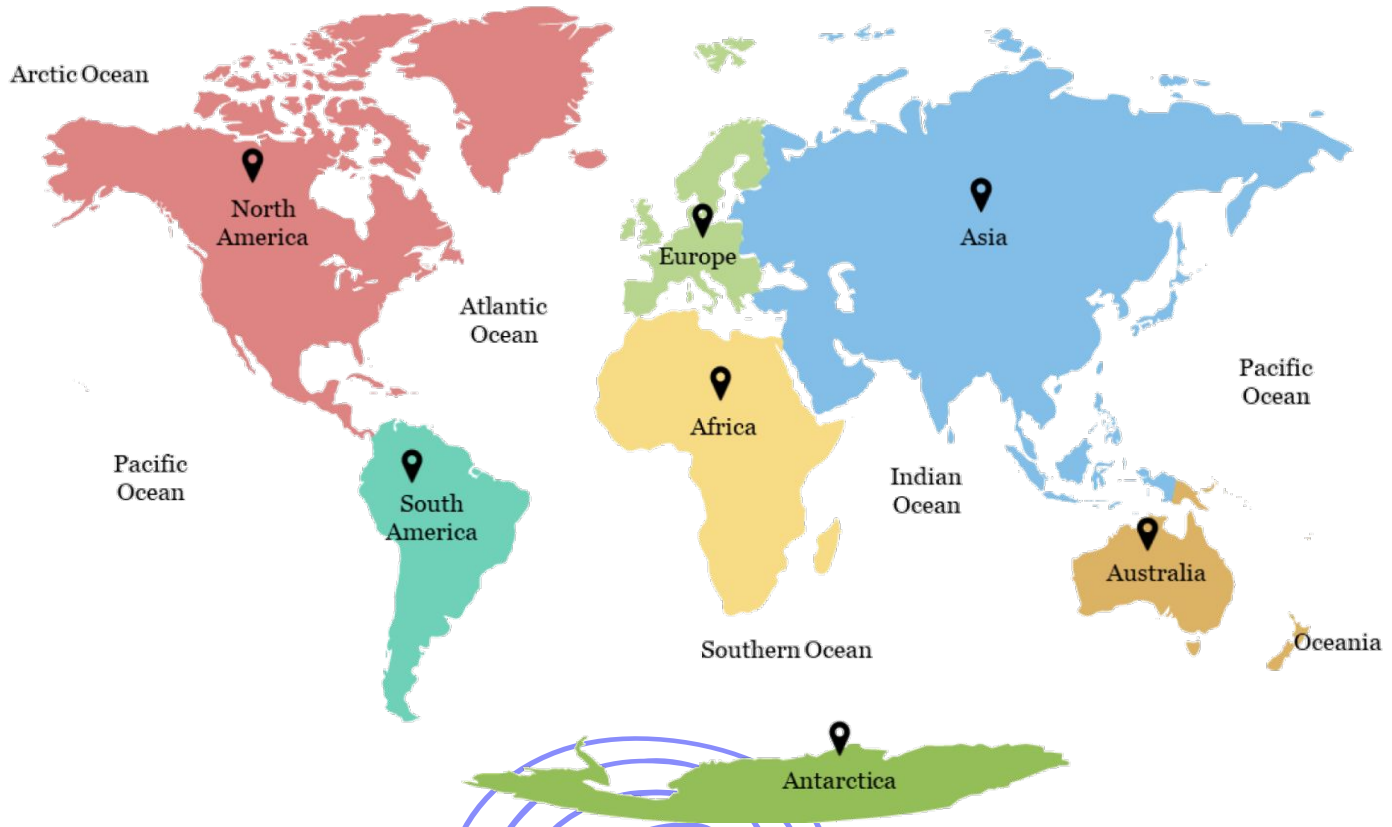 Arctic Ocean
North
America
Europe
Asia
Atlantic
Ocean
Pacific
Ocean
Africa
Pacific
Ocean
South
America
Indian
Ocean
Australia
Southern Ocean
Oceania
Antarctica